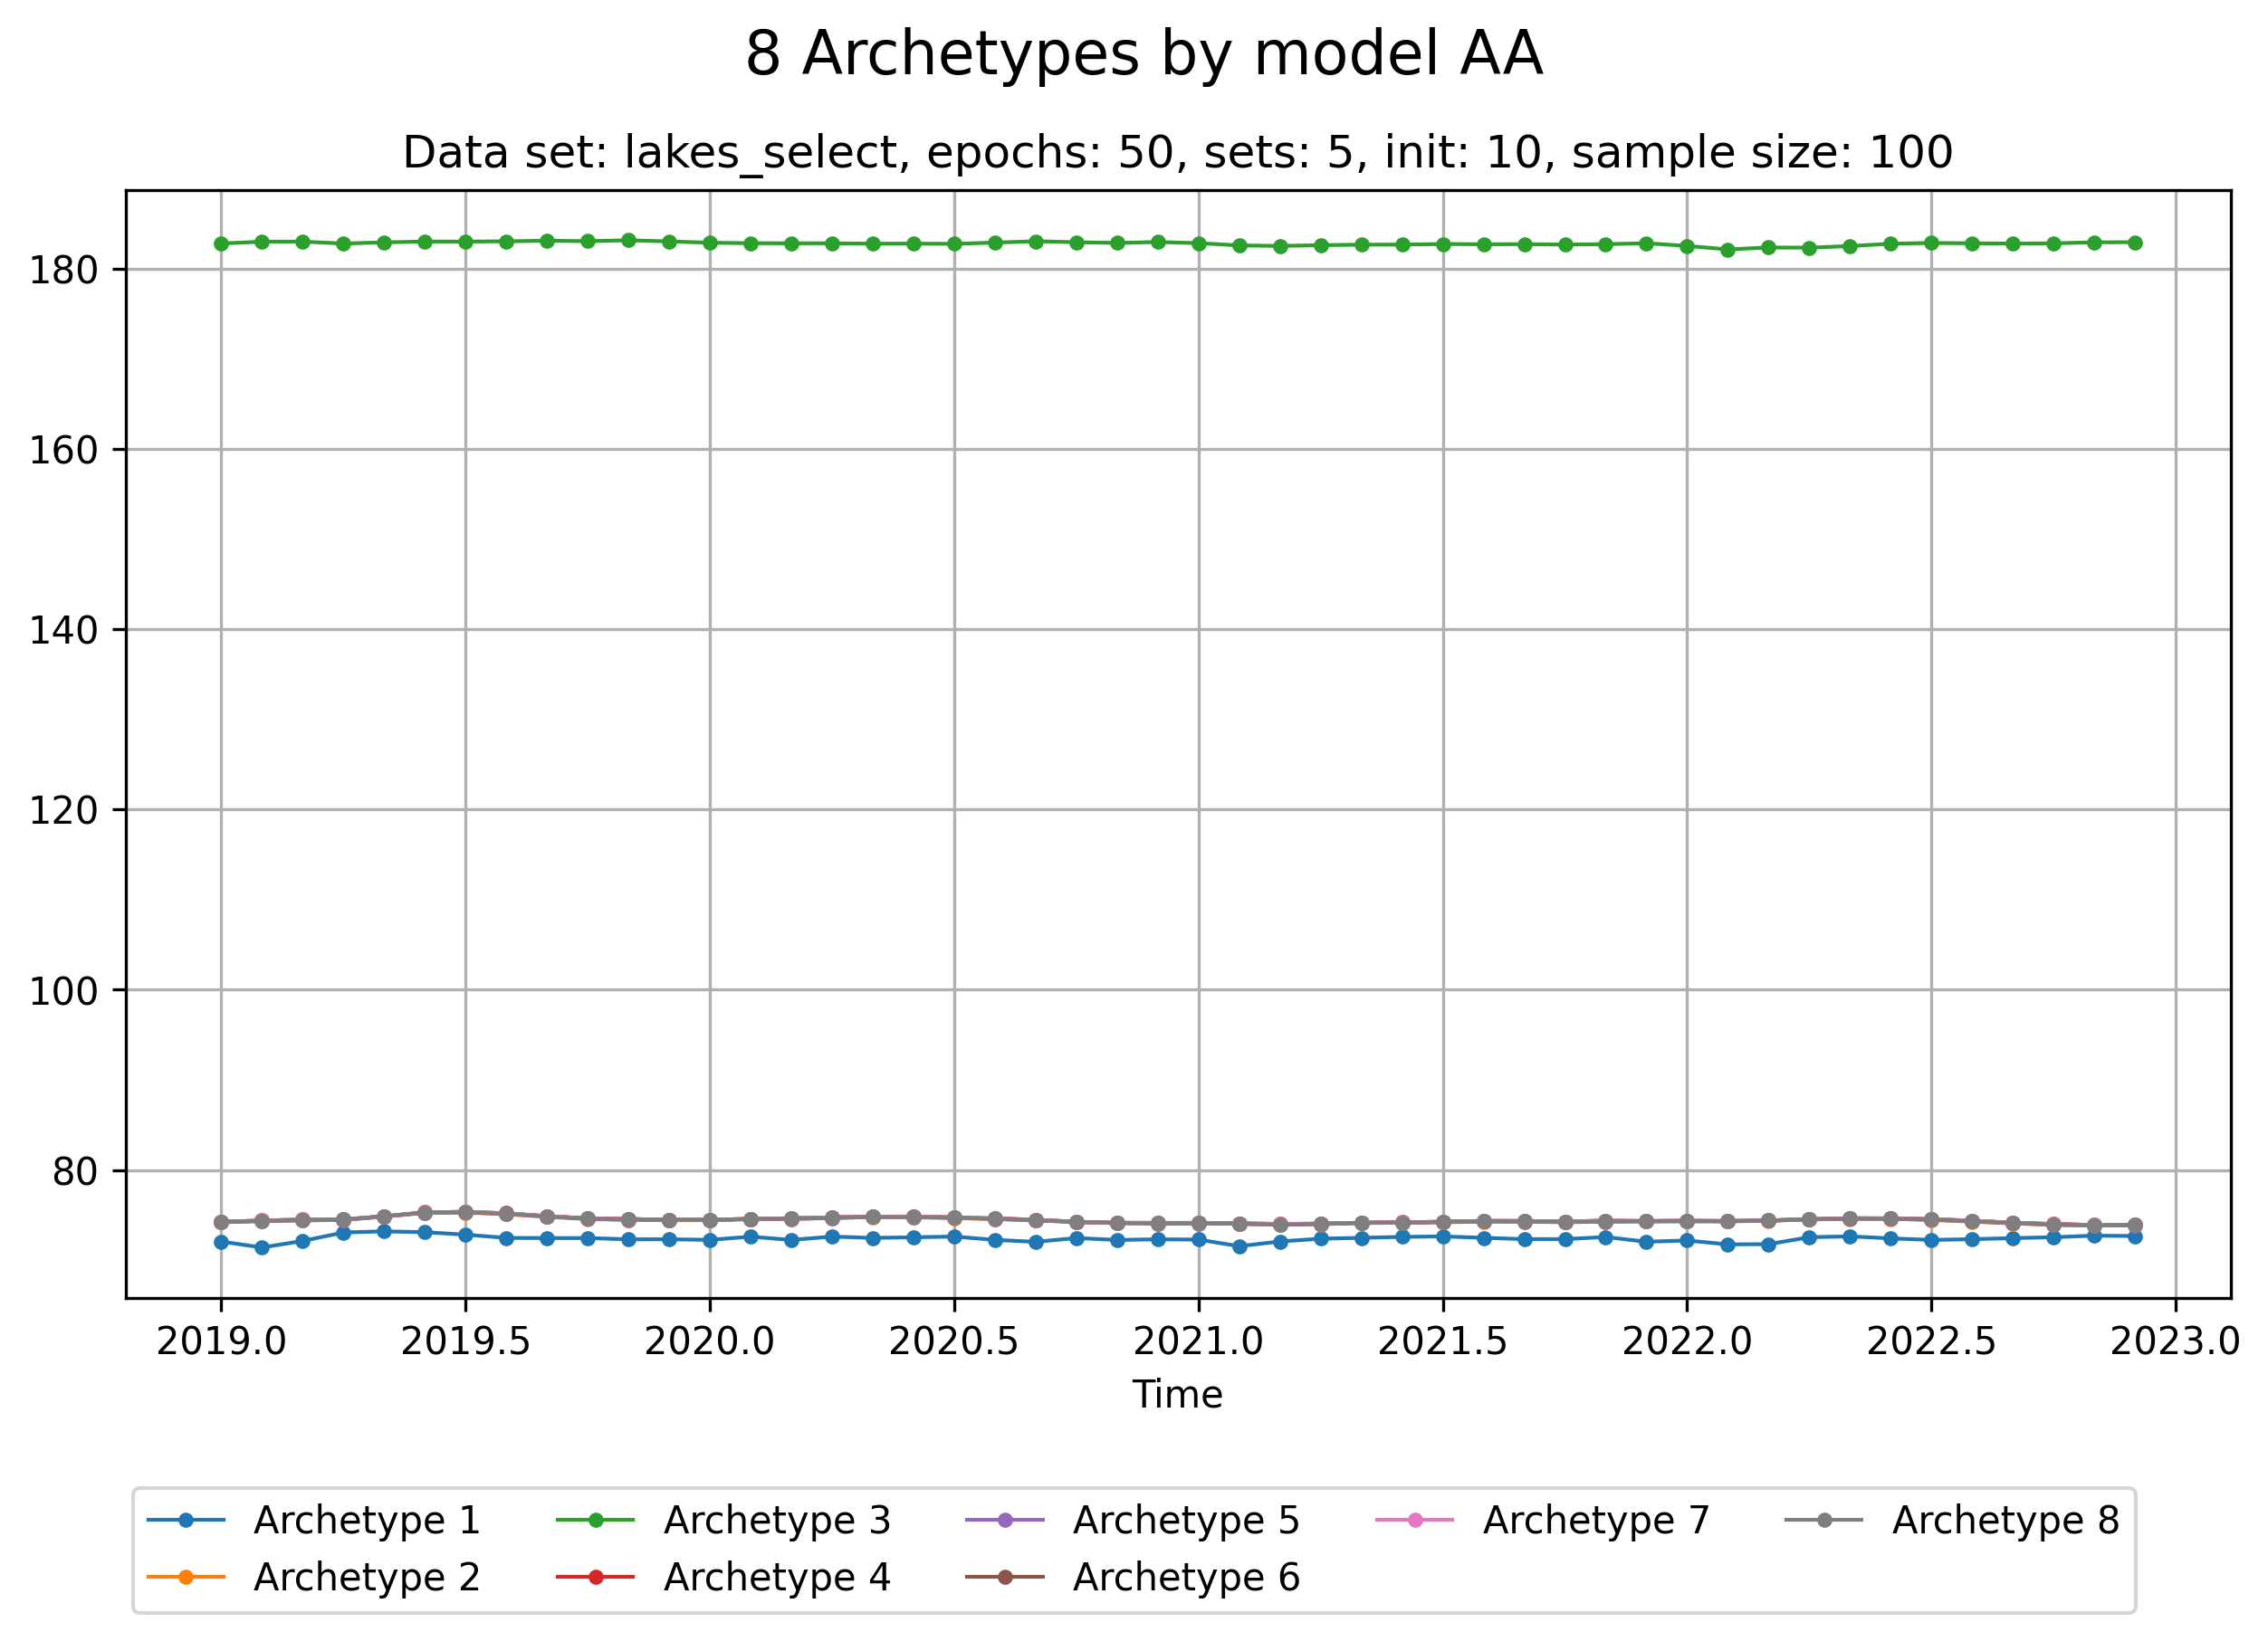 8 Archetypes by model AA
Data set: lakes_select, epochs: 50, sets: 5, init: 10, sample size: 100
180
160
140
120
100
80
2019.0 2019.5 2020.0 2020.5 2021.0 2021.5 2022.0 2022.5 2023.0
Time
Archetype 1 Archetype 3 Archetype 5 Archetype 7 Archetype 8
Archetype 2 Archetype 4 Archetype 6